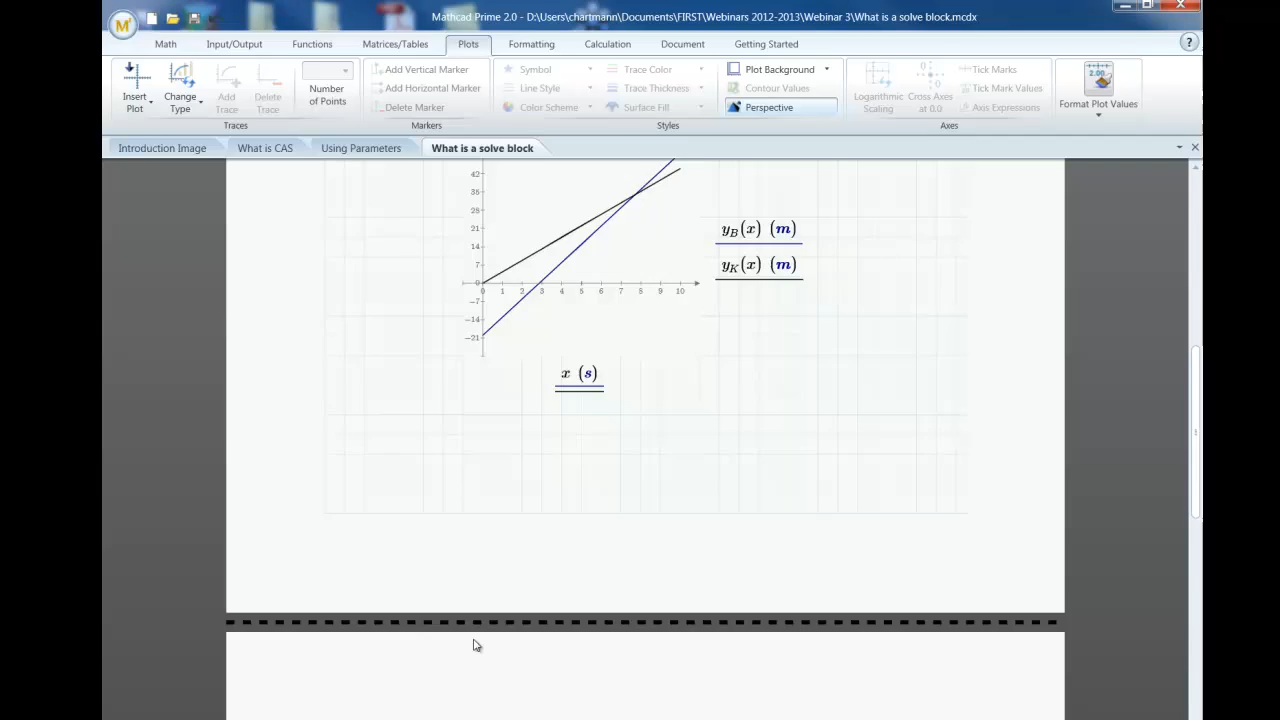 Mathcad Prime 2.0 - D:\Users\chartmann\Documents\FIRST\Webinars 2012-2013\Webinar 3\What is a solve block.mcdx
Math Input/Output Functions Matrices/Tables Plots Formatting Calculation Document Getting Started
Insert Plot
Change Type
Add Trace
Delete Trace
Number of Points
Traces
Add Vertical Marker
Add Horizontal Marker
Delete Marker
Markers
Symbol
Line Style
Color Scheme
Trace Color
Trace Thickness
Surface Fill
Plot Background
Contour Values
Perspective
Styles
Logarithmic Scaling
Cross Axes at 0.0
Tick Marks
Tick Mark Values
Axis Expressions
Axes
2.00
Format Plot Values
Introduction Image What is CAS Using Parameters What is a solve block
42
35
28
21
14
7
0
-7
-14
-21
0 1 2 3 4 5 6 7 8 9 10
y_B(x) (m)
y_K(x) (m)
x (s)